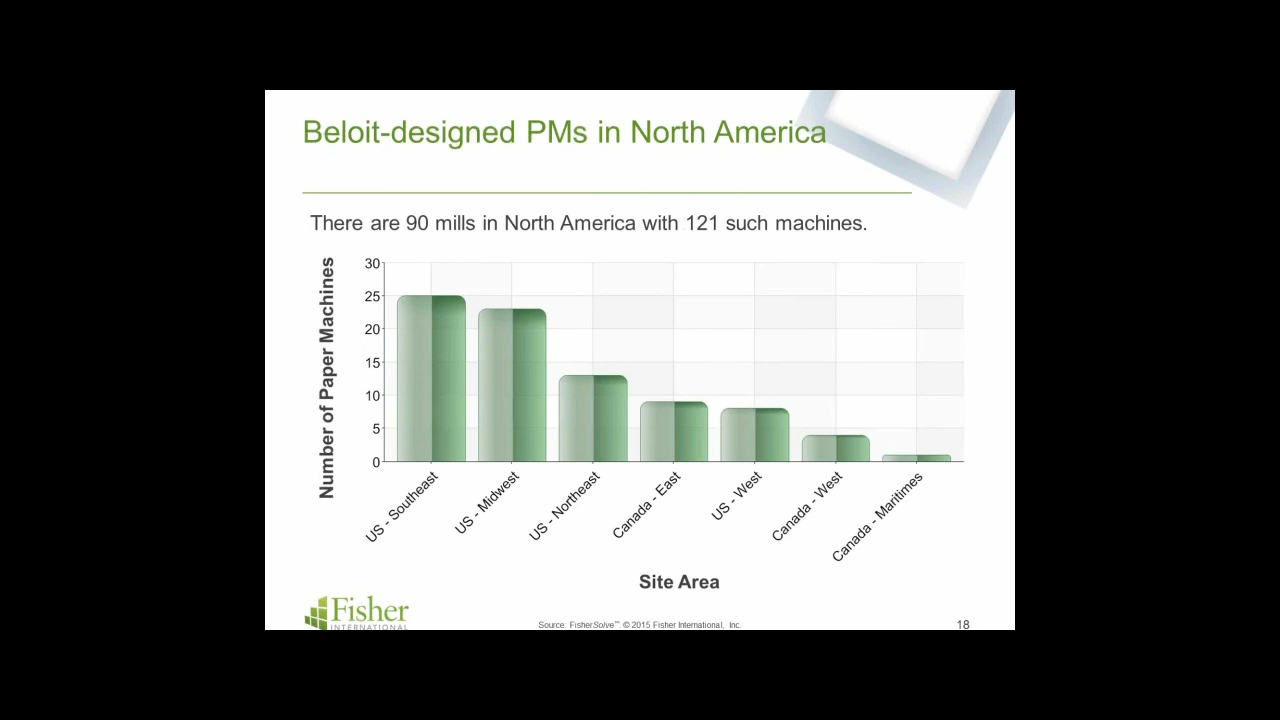 Beloit-designed PMs in North America
There are 90 mills in North America with 121 such machines.
Number of Paper Machines
30
25
20
15
10
5
0
US - Southeast
US - Midwest
US - Northeast
Canada - East
US - West
Canada - West
Canada - Maritimes
Site Area
Fisher
INTERNATIONAL
Source: FisherSolve™. © 2015 Fisher International, Inc.
18